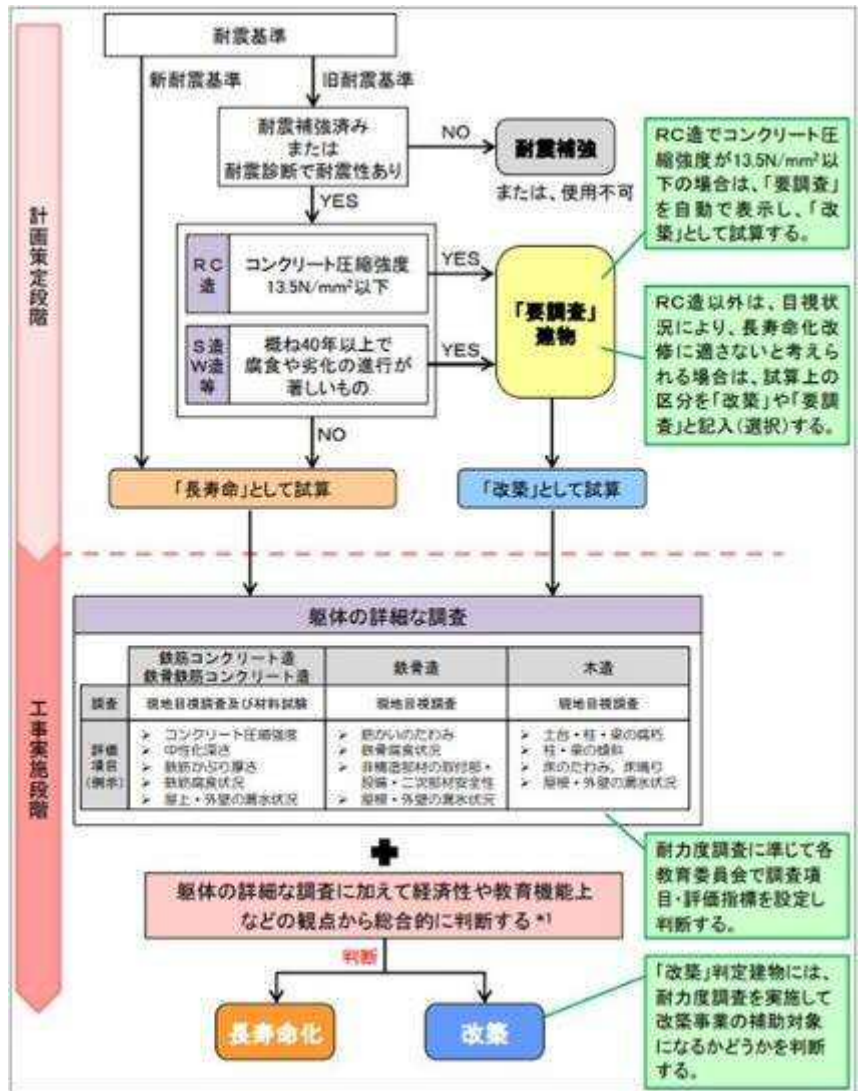 耐震基準
新耐震基準
旧耐震基準
耐震補強済み
または
耐震診断で耐震性あり
NO
耐震補強
または、使用不可
YES
RC造でコンクリート圧
縮強度が13.5N/mm²以
下の場合は、「要調査」
を自動で表示し、「改
築」として試算する。
計画策定段階
RC
造
コンクリート圧縮強度
13.5N/mm²以下
YES
S造
W造
等
概ね40年以上で
腐食や劣化の進行が
著しいもの
YES
「要調査」
建物
RC造以外は、目視状
況により、長寿命化改
修に適さないと考えら
れる場合は、試算上の
区分を「改築」や「要調
査」と記入(選択)する。
NO
「長寿命」として試算
「改築」として試算
工事実施段階
躯体の詳細な調査
鉄筋コンクリート造
鉄骨鉄筋コンクリート造
鉄骨造
木造
調査
現地目視調査及び材料試験
現地目視調査
現地目視調査
評価
項目
(例示)
➢ コンクリート圧縮強度
➢ 中性化深さ
➢ 鉄筋かぶり厚さ
➢ 鉄筋腐食状況
➢ 屋上・外壁の漏水状況
➢ 筋かいのたわみ
➢ 鉄骨腐食状況
➢ 非構造部材の取付部・
設備・二次部材安全性
➢ 屋根・外壁の漏水状況
➢ 土台・柱・梁の腐朽
➢ 柱・梁の傾斜
➢ 床のたわみ、床鳴り
➢ 屋根・外壁の漏水状況
耐力度調査に準じて各
教育委員会で調査項
目・評価指標を設定し
判断する。
躯体の詳細な調査に加えて経済性や教育機能上
などの観点から総合的に判断する *1
判断
長寿命化
改築
「改築」判定建物には、
耐力度調査を実施して
改築事業の補助対象
になるかどうかを判断
する。